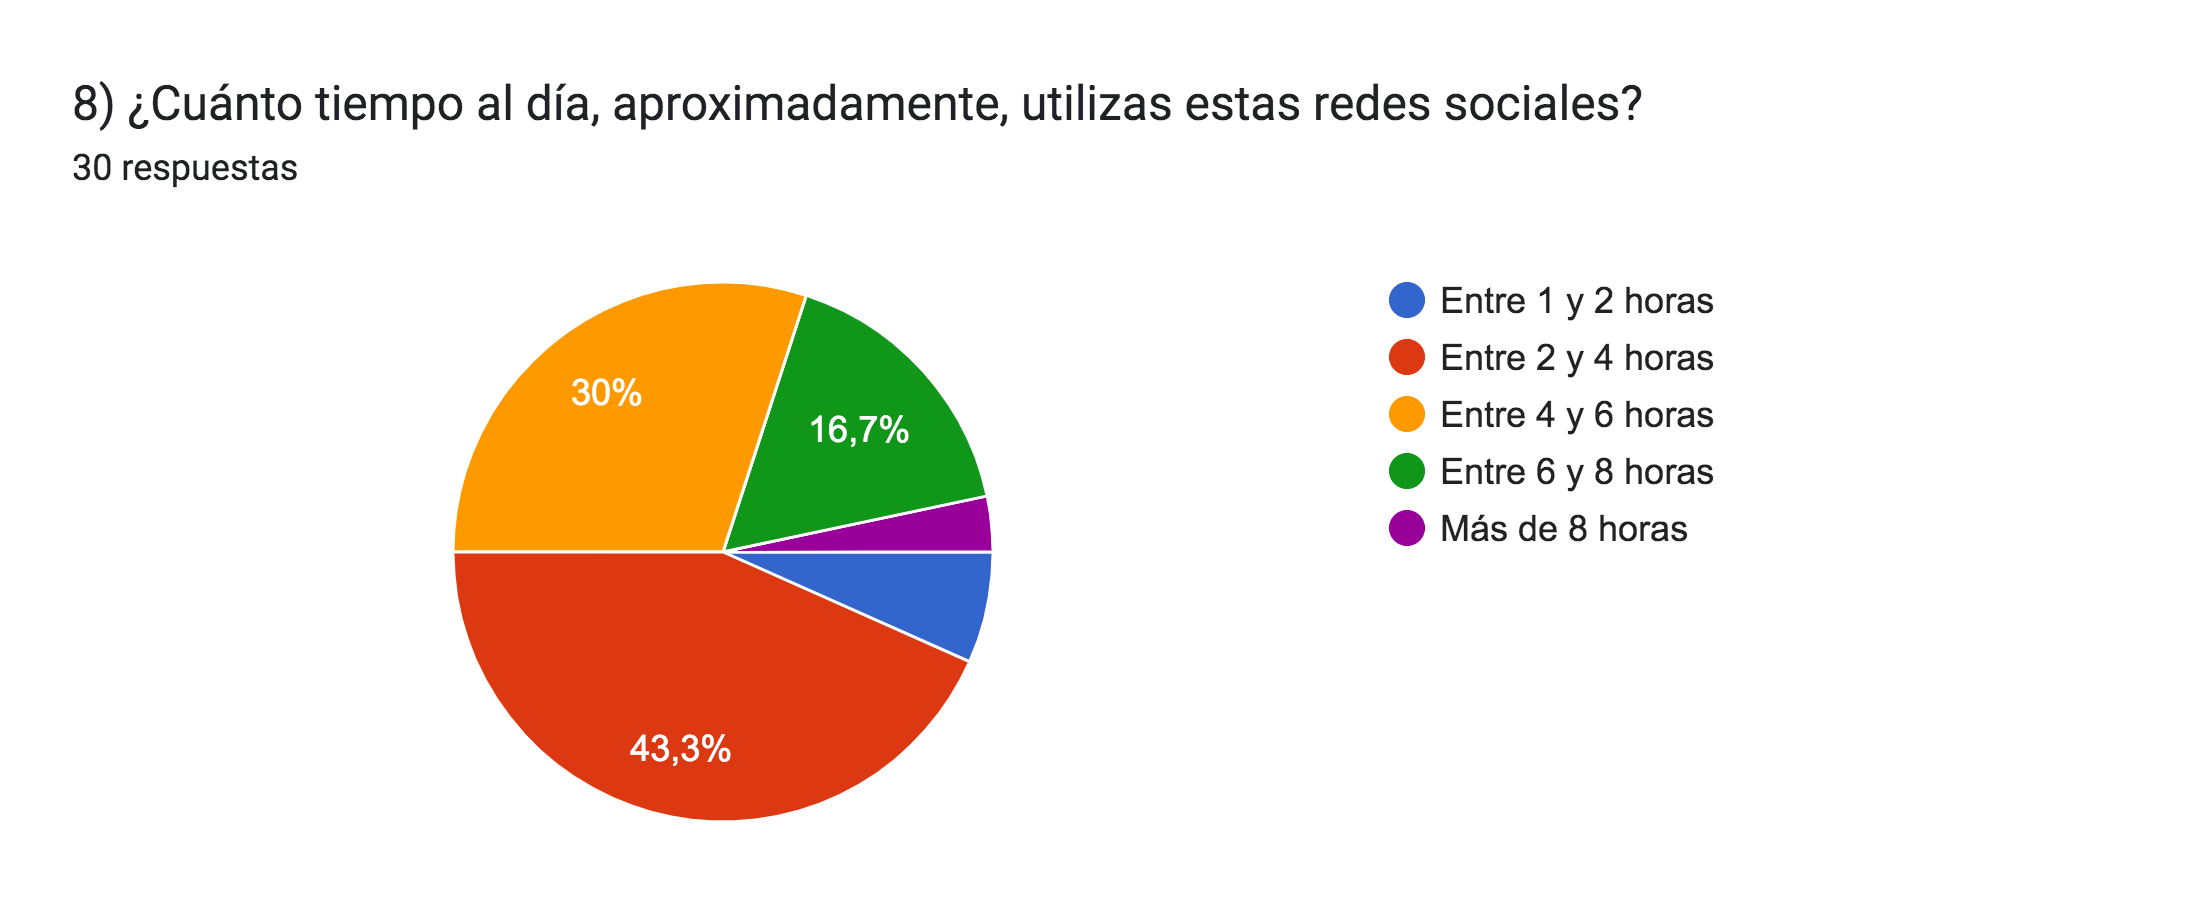 8) ¿Cuánto tiempo al día, aproximadamente, utilizas estas redes sociales?
30 respuestas
30%
16,7%
43,3%
Entre 1 y 2 horas
Entre 2 y 4 horas
Entre 4 y 6 horas
Entre 6 y 8 horas
Más de 8 horas